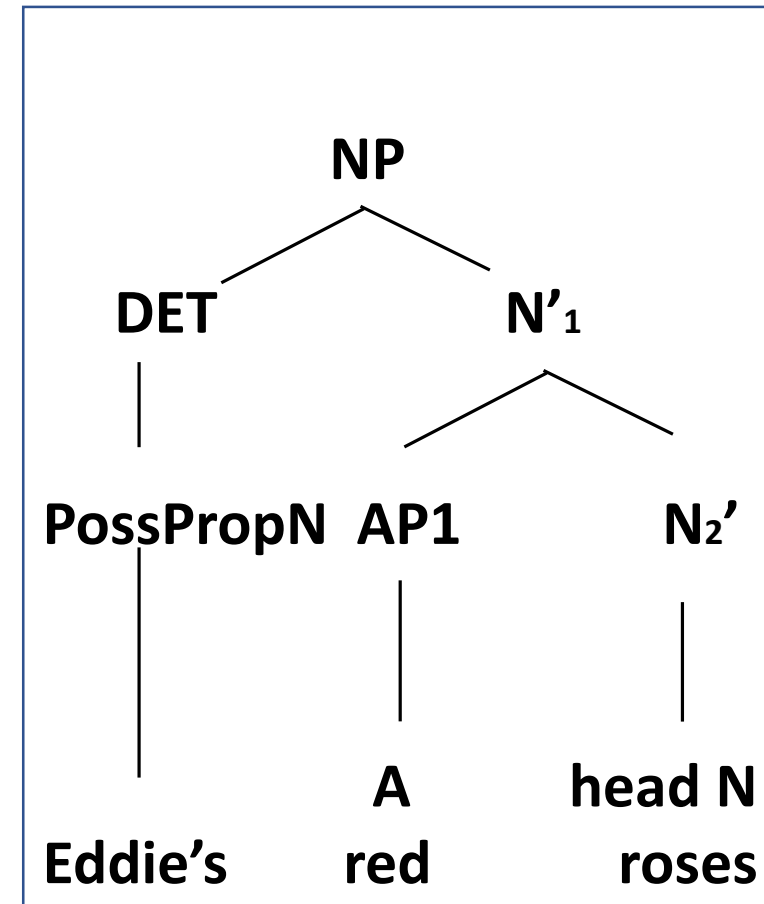 NP
DET N’₁
PossPropN AP1 N₂’
A head N
Eddie’s red roses